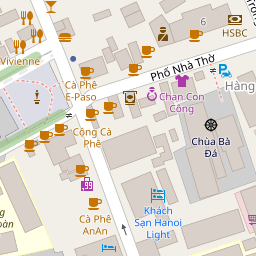 6
HSBC
Vivienne
Phố Nhà Thờ
Cà Phê
E-Paso
Chan Con
Công
Hàng
Cộng Cà
Phê
Chùa Bà
Đá
Khách
Sạn Hanoi
Light
Cà Phê
AnAn